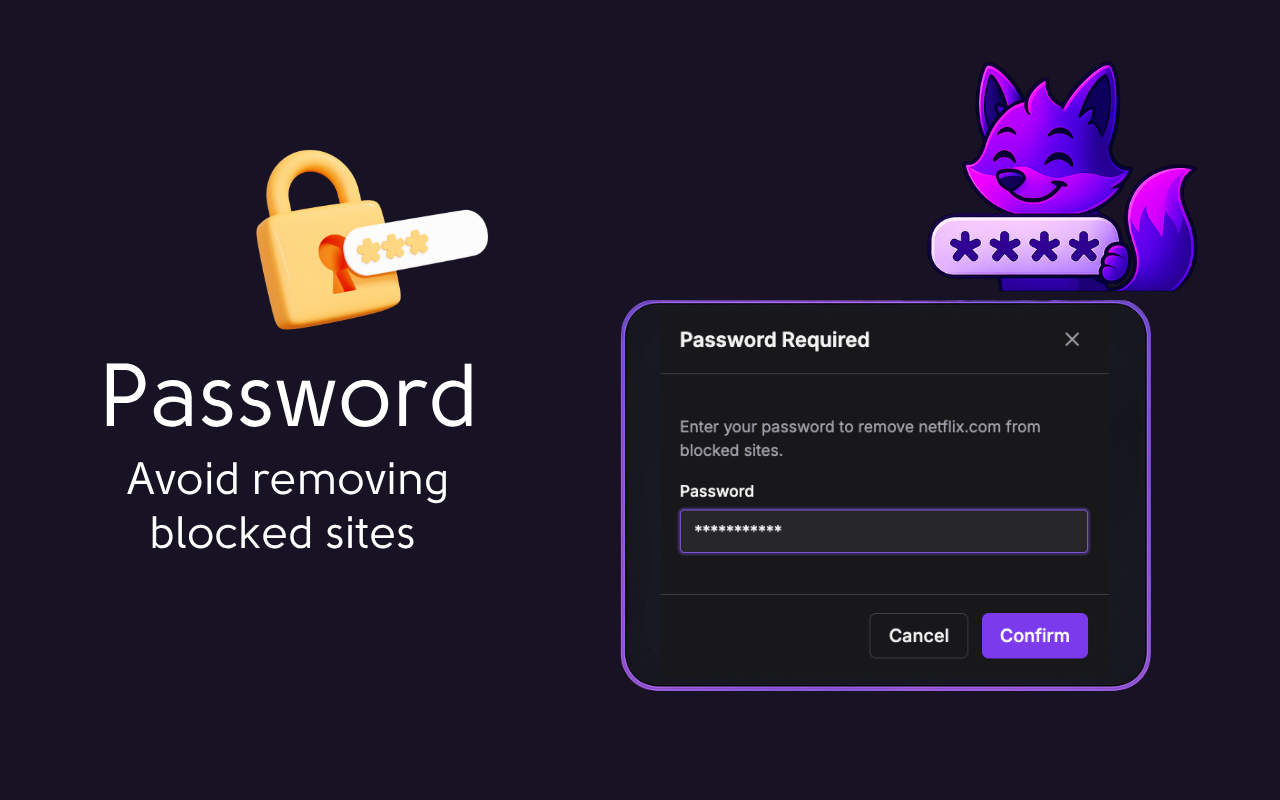 Password
Avoid removing
blocked sites
***
****
Password Required
Enter your password to remove netflix.com from
blocked sites.
Password
***********
Cancel
Confirm